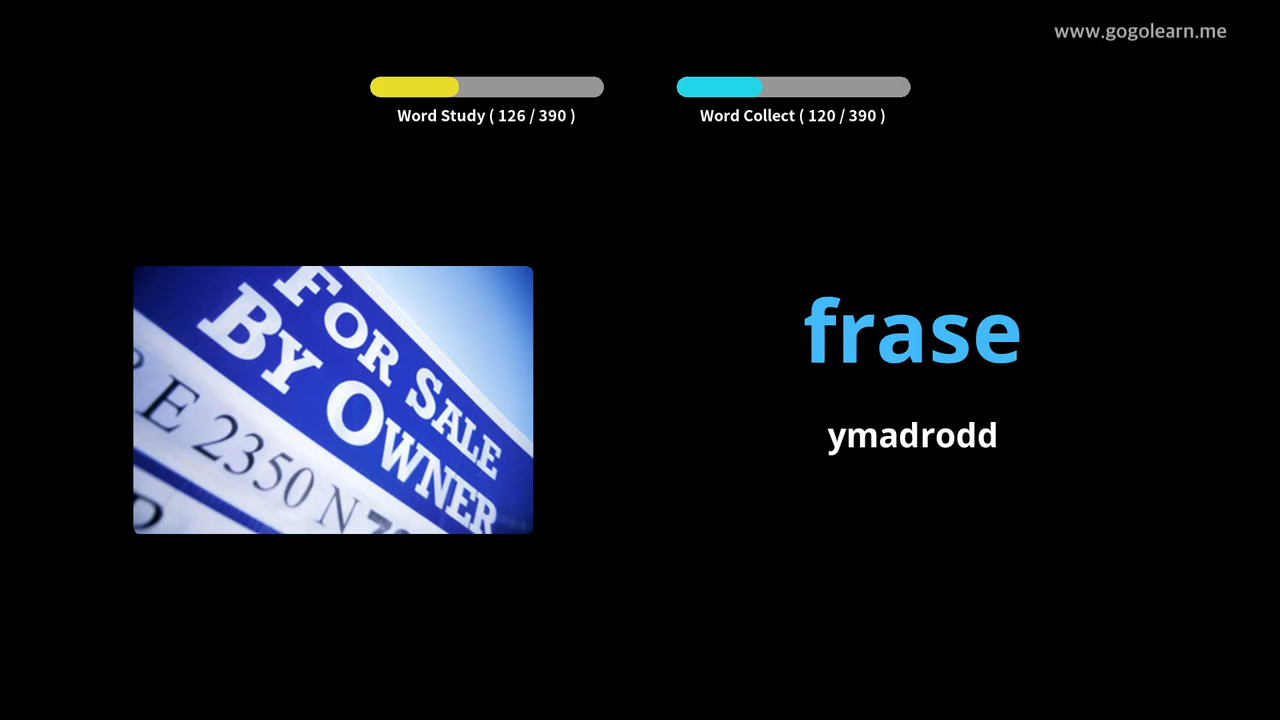 www.gogolearn.me
Word Study ( 126 / 390 )
Word Collect ( 120 / 390 )
FOR SALE
BY OWNER
E 2350 N
frase
ymadrodd